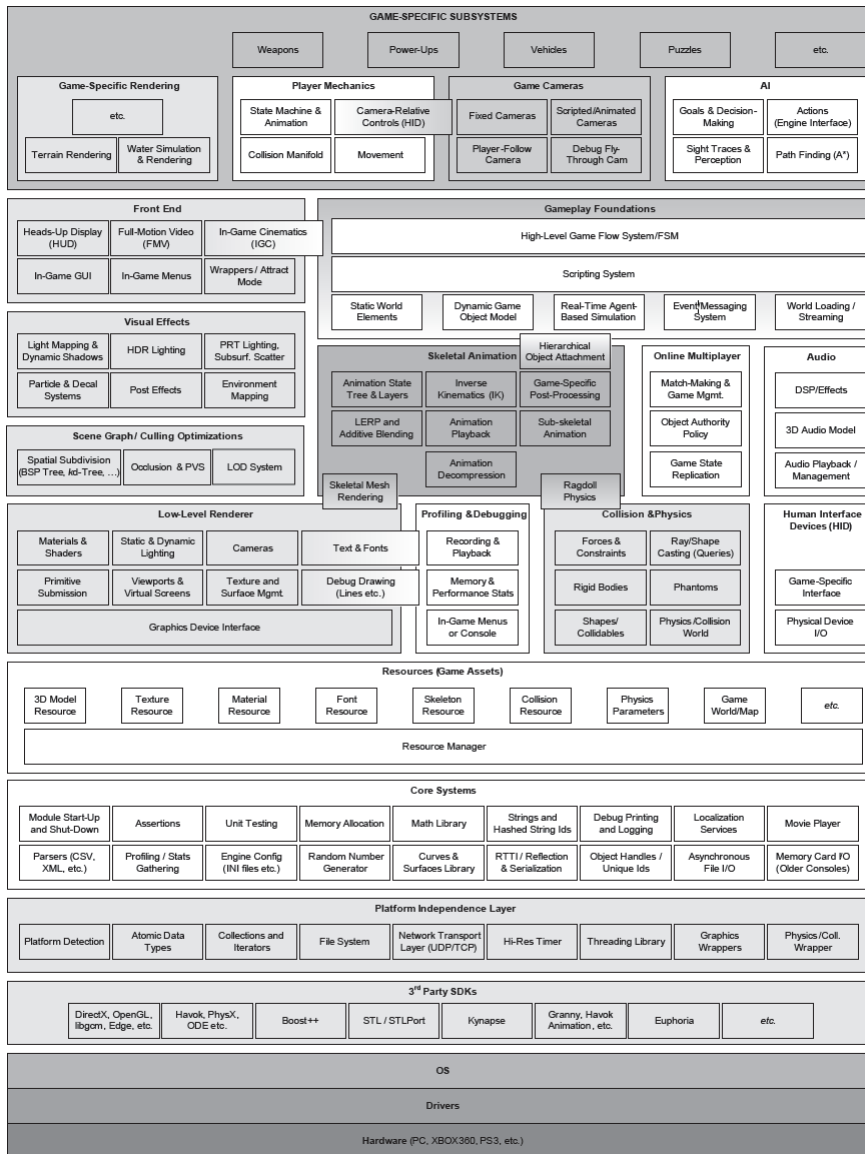 GAME-SPECIFIC SUBSYSTEMS
Weapons
Power-Ups
Vehicles
Puzzles
etc.
Game-Specific Rendering
etc.
Terrain Rendering
Water Simulation
& Rendering
Player Mechanics
State Machine &
Animation
Camera-Relative
Controls (HID)
Collision Manifold
Movement
Game Cameras
Fixed Cameras
Scripted/Animated
Cameras
Player-Follow
Camera
Debug Fly-
Through Cam
AI
Goals & Decision-
Making
Actions
(Engine Interface)
Sight Traces &
Perception
Path Finding (A*)
Front End
Heads-Up Display
(HUD)
Full-Motion Video
(FMV)
In-Game Cinematics
(IGC)
In-Game GUI
In-Game Menus
Wrappers / Attract
Mode
Gameplay Foundations
High-Level Game Flow System/FSM
Scripting System
Static World
Elements
Dynamic Game
Object Model
Real-Time Agent-
Based Simulation
Event/Messaging
System
World Loading /
Streaming
Visual Effects
Light Mapping &
Dynamic Shadows
HDR Lighting
PRT Lighting,
Subsurf. Scatter
Particle & Decal
Systems
Post Effects
Environment
Mapping
Skeletal Animation
Hierarchical
Object Attachment
Animation State
Tree & Layers
Inverse
Kinematics (IK)
Game-Specific
Post-Processing
LERP and
Additive Blending
Animation
Playback
Sub-skeletal
Animation
Animation
Decompression
Online Multiplayer
Match-Making &
Game Mgmt.
Object Authority
Policy
Game State
Replication
Audio
DSP/Effects
3D Audio Model
Audio Playback /
Management
Scene Graph / Culling Optimizations
Spatial Subdivision
(BSP Tree, kd-Tree, …)
Occlusion & PVS
LOD System
Skeletal Mesh
Rendering
Ragdoll
Physics
Low-Level Renderer
Materials &
Shaders
Static & Dynamic
Lighting
Cameras
Text & Fonts
Primitive
Submission
Viewports &
Virtual Screens
Texture and
Surface Mgmt.
Debug Drawing
(Lines etc.)
Graphics Device Interface
Profiling & Debugging
Recording &
Playback
Memory &
Performance Stats
In-Game Menus
or Console
Collision & Physics
Forces &
Constraints
Ray/Shape
Casting (Queries)
Rigid Bodies
Phantoms
Shapes/
Collidables
Physics/Collision
World
Human Interface
Devices (HID)
Game-Specific
Interface
Physical Device
I/O
Resources (Game Assets)
3D Model
Resource
Texture
Resource
Material
Resource
Font
Resource
Skeleton
Resource
Collision
Resource
Physics
Parameters
Game
World/Map
etc.
Resource Manager
Core Systems
Module Start-Up
and Shut-Down
Assertions
Unit Testing
Memory Allocation
Math Library
Strings and
Hashed String Ids
Debug Printing
and Logging
Localization
Services
Movie Player
Parsers (CSV,
XML, etc.)
Profiling / Stats
Gathering
Engine Config
(INI files etc.)
Random Number
Generator
Curves &
Surfaces Library
RTTI / Reflection
& Serialization
Object Handles /
Unique Ids
Asynchronous
File I/O
Memory Card I/O
(Older Consoles)
Platform Independence Layer
Platform Detection
Atomic Data
Types
Collections and
Iterators
File System
Network Transport
Layer (UDP/TCP)
Hi-Res Timer
Threading Library
Graphics
Wrappers
Physics/Coll.
Wrapper
3rd Party SDKs
DirectX, OpenGL,
libgcm, Edge, etc.
Havok, PhysX,
ODE etc.
Boost++
STL / STLPort
Kynapse
Granny, Havok
Animation, etc.
Euphoria
etc.
OS
Drivers
Hardware (PC, XBOX360, PS3, etc.)